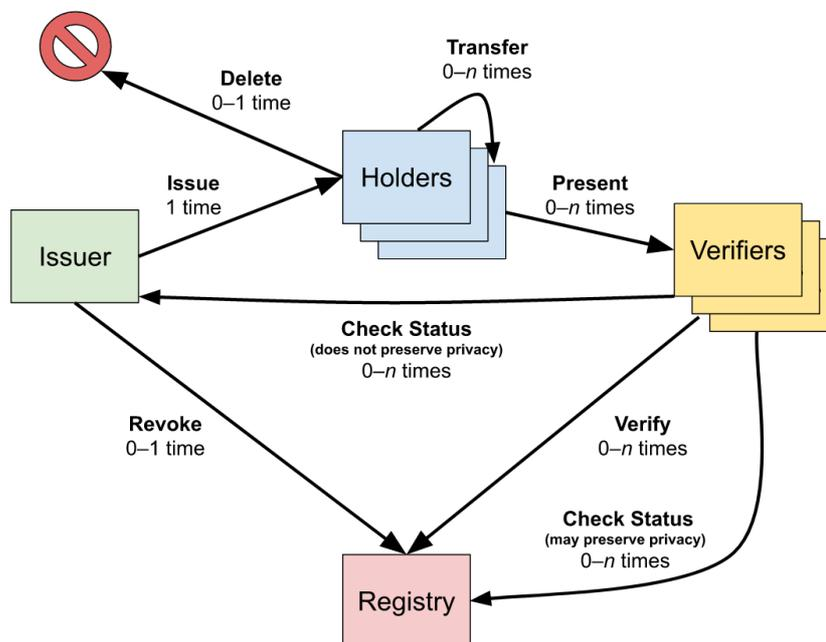 Transfer
0–n times
Delete
0–1 time
Holders
Issue
1 time
Present
0–n times
Issuer
Verifiers
Check Status
(does not preserve privacy)
0–n times
Revoke
0–1 time
Verify
0–n times
Check Status
(may preserve privacy)
0–n times
Registry